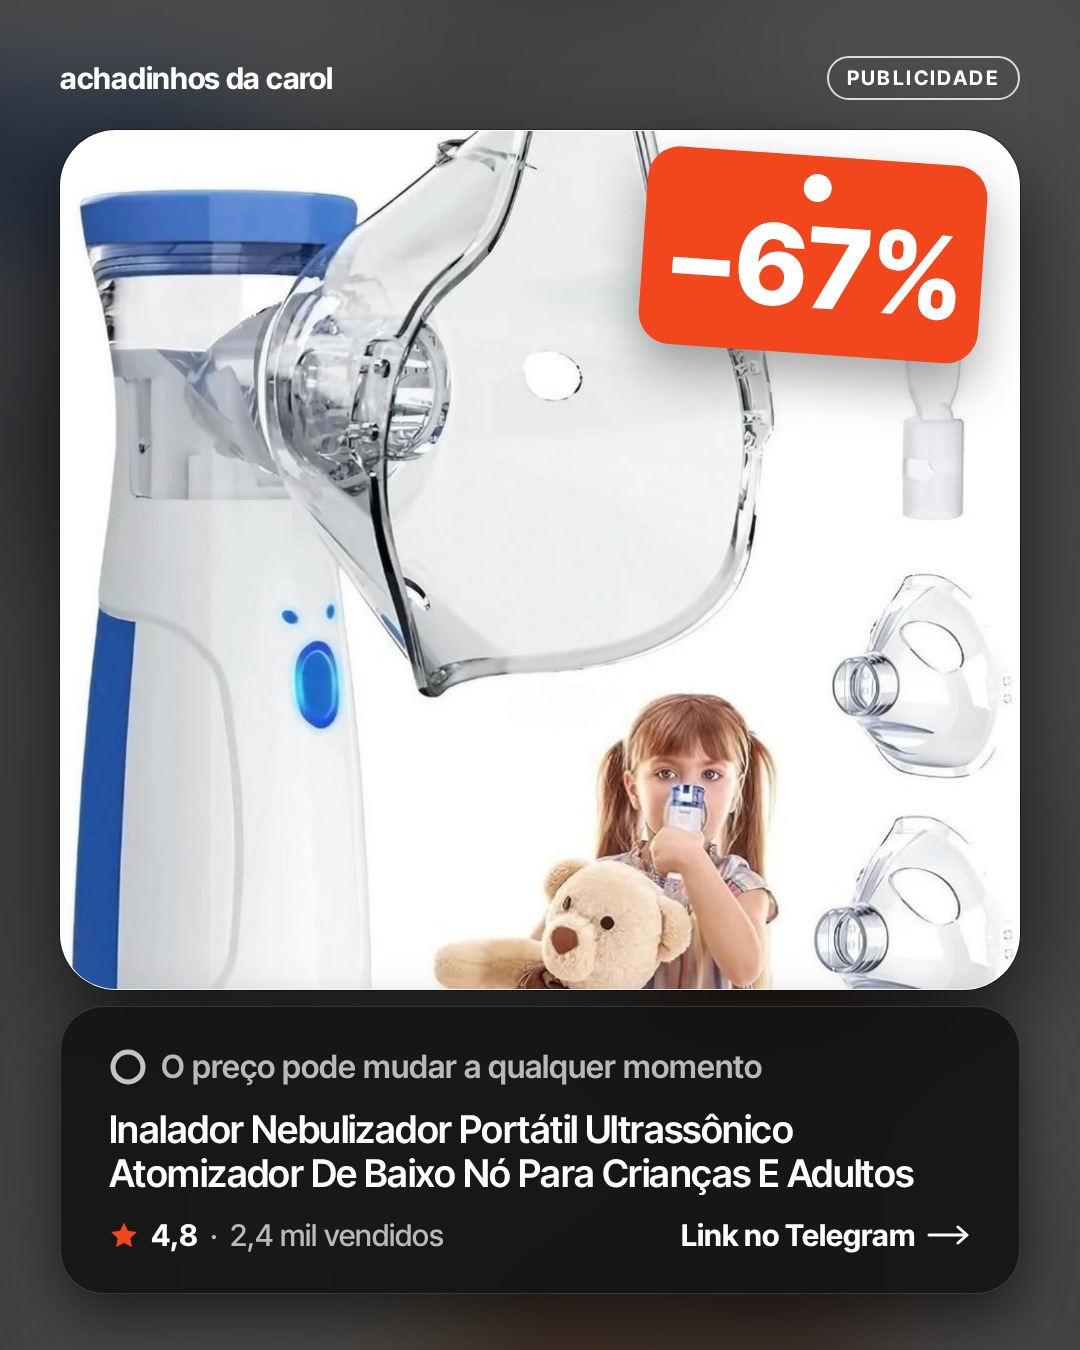 achadinhos da carol
PUBLICIDADE
–67%
O preço pode mudar a qualquer momento
Inalador Nebulizador Portátil Ultrassônico
Atomizador De Baixo Nó Para Crianças E Adultos
4,8 · 2,4 mil vendidos
Link no Telegram →